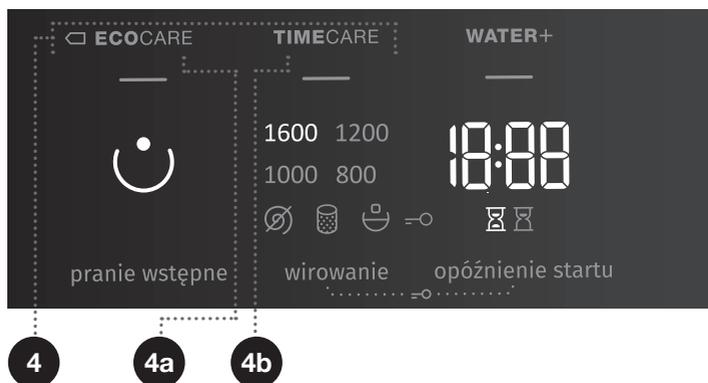 ECOCARE TIMECARE WATER+
1600 1200 18:88
1000 800
pranie wstępne wirowanie opóźnienie startu
4 4a 4b